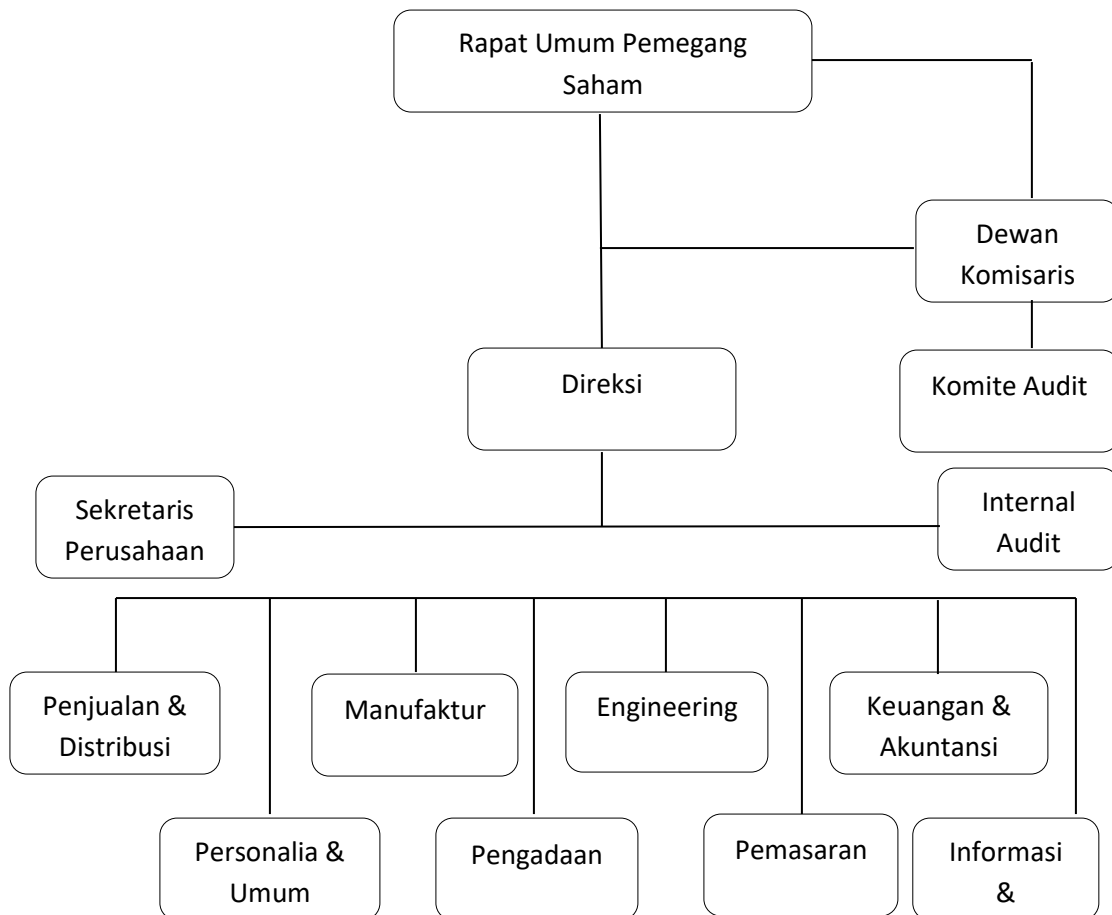 Rapat Umum Pemegang
Saham
Dewan
Komisaris
Direksi
Komite Audit
Sekretaris
Perusahaan
Internal
Audit
Penjualan &
Distribusi
Manufaktur
Engineering
Keuangan &
Akuntansi
Personalia &
Umum
Pengadaan
Pemasaran
Informasi
&